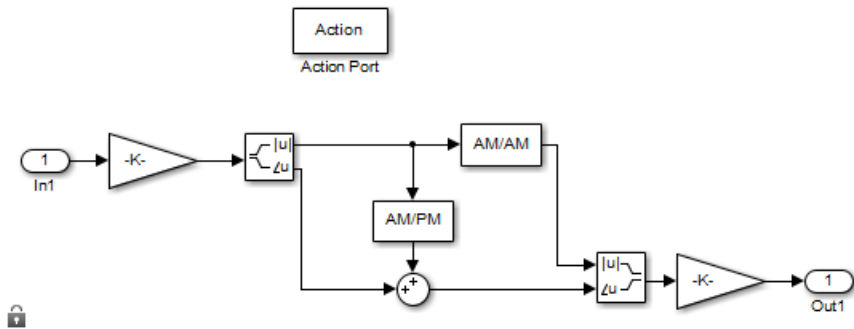 Action
Action Port
1
In1
-K-
|u|
∠u
AM/AM
AM/PM
+
+
|u|
∠u
-K-
1
Out1